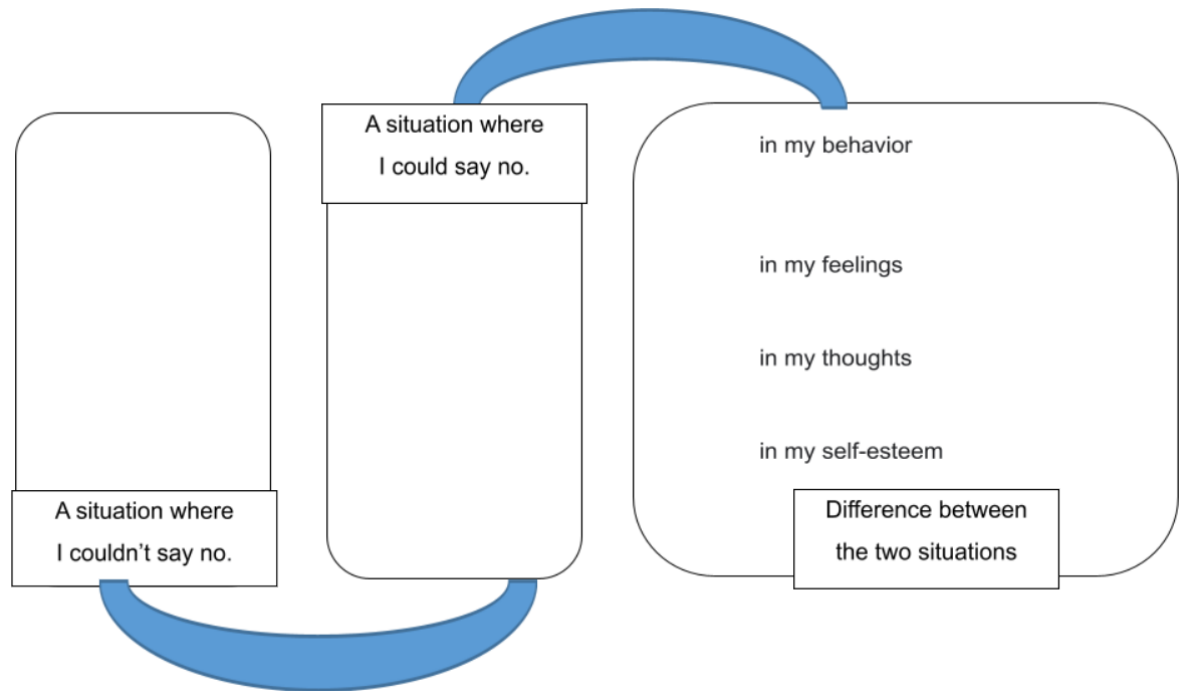 A situation where
I couldn’t say no.
A situation where
I could say no.
in my behavior
in my feelings
in my thoughts
in my self-esteem
Difference between
the two situations